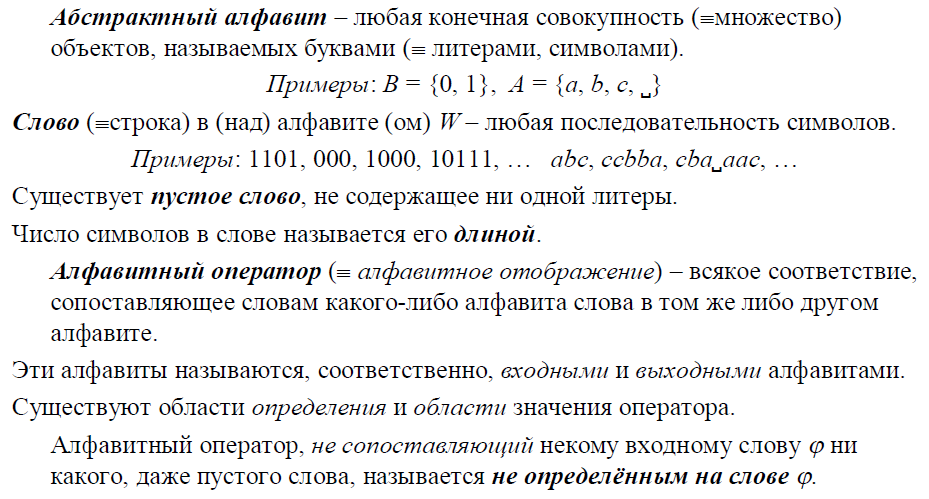 Абстрактный алфавит – любая конечная совокупность (≡множество)
объектов, называемых буквами (≡ литерами, символами).
Примеры: B = {0, 1}, A = {a, b, c, ␣}
Слово (≡строка) в (над) алфавите (ом) W – любая последовательность символов.
Примеры: 1101, 000, 1000, 10111, … abc, ccbba, cba␣aac, …
Существует пустое слово, не содержащее ни одной литеры.
Число символов в слове называется его длиной.
Алфавитный оператор (≡ алфавитное отображение) – всякое соответствие,
сопоставляющее словам какого-либо алфавита слова в том же либо другом
алфавите.
Эти алфавиты называются, соответственно, входными и выходными алфавитами.
Существуют области определения и области значения оператора.
Алфавитный оператор, не сопоставляющий некому входному слову φ ни
какого, даже пустого слова, называется не определённым на слове φ.